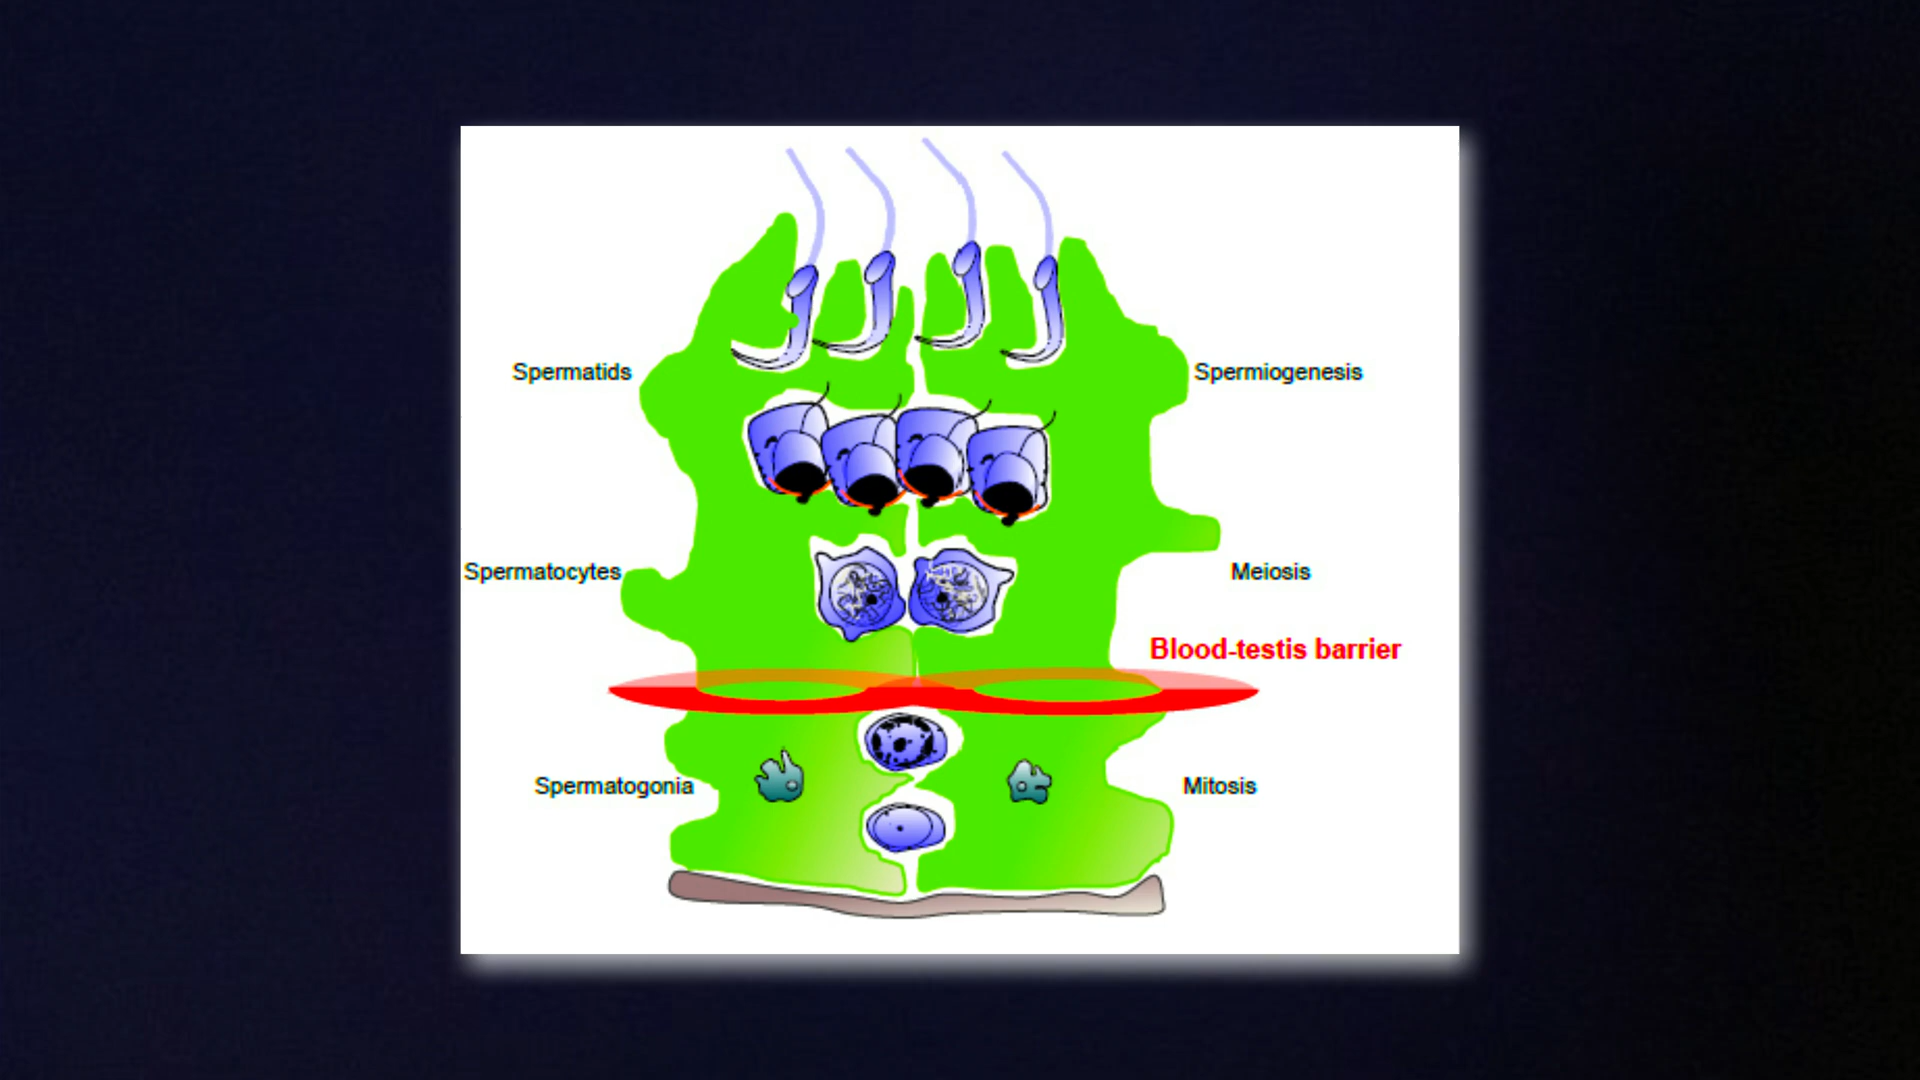 Spermatids
Spermiogenesis
Spermatocytes
Meiosis
Blood-testis barrier
Spermatogonia
Mitosis